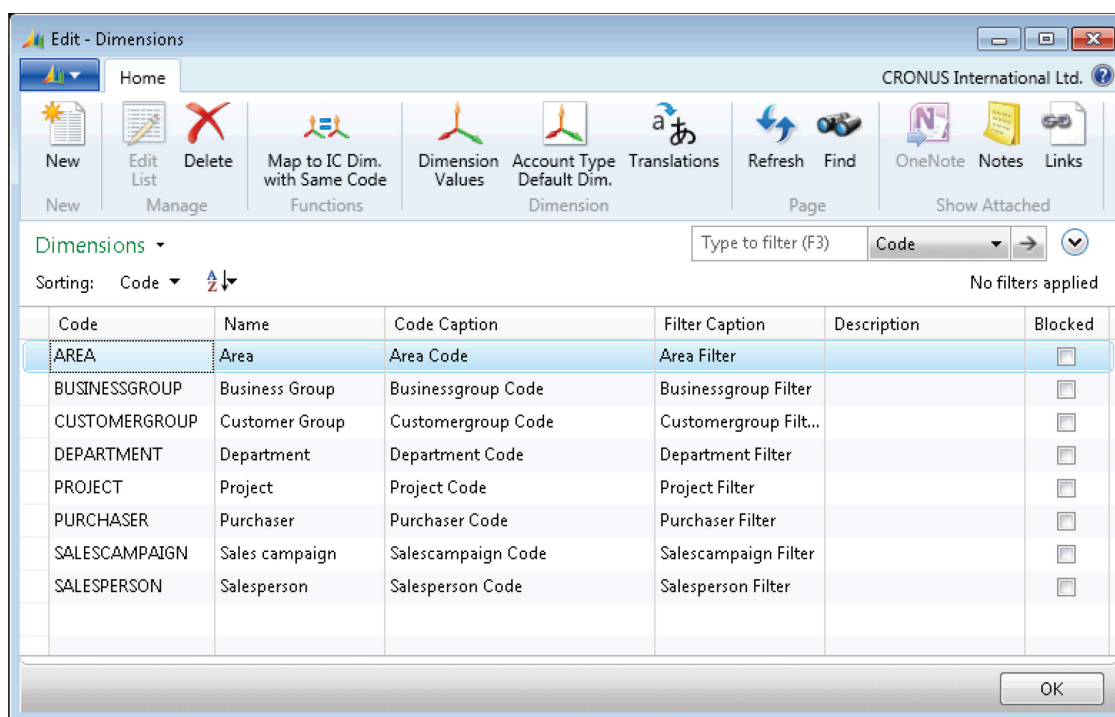 Edit - Dimensions
Home
CRONUS International Ltd.
New
Edit List
Delete
Map to IC Dim. with Same Code
Dimension Values
Account Type Default Dim.
Translations
Refresh
Find
OneNote
Notes
Links
New
Manage
Functions
Dimension
Page
Show Attached
Dimensions
Type to filter (F3)
Code
Sorting: Code
No filters applied
Code Name Code Caption Filter Caption Description Blocked
AREA Area Area Code Area Filter
BUSINESSGROUP Business Group Businessgroup Code Businessgroup Filter
CUSTOMERGROUP Customer Group Customergroup Code Customergroup Filt...
DEPARTMENT Department Department Code Department Filter
PROJECT Project Project Code Project Filter
PURCHASER Purchaser Purchaser Code Purchaser Filter
SALESCAMPAIGN Sales campaign Salescampaign Code Salescampaign Filter
SALESPERSON Salesperson Salesperson Code Salesperson Filter
OK